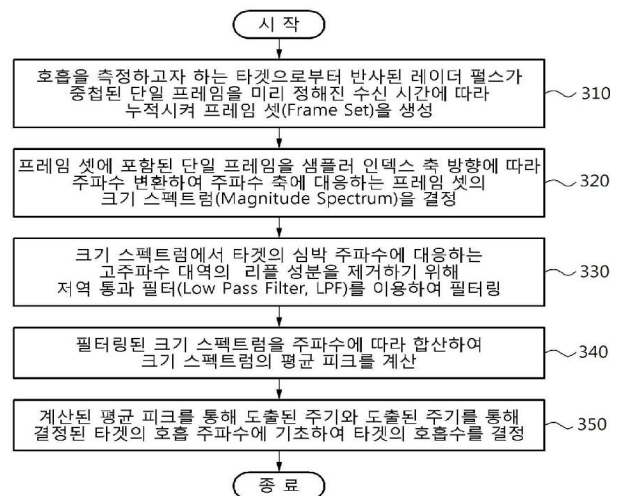 시 작
호흡을 측정하고자 하는 타겟으로부터 반사된 레이더 펄스가
중첩된 단일 프레임을 미리 정해진 수신 시간에 따라
누적시켜 프레임 셋(Frame Set)을 생성
310
프레임 셋에 포함된 단일 프레임을 샘플러 인덱스 축 방향에 따라
주파수 변환하여 주파수 축에 대응하는 프레임 셋의
크기 스펙트럼(Magnitude Spectrum)을 결정
320
크기 스펙트럼에서 타겟의 심박 주파수에 대응하는
고주파수 대역의 리플 성분을 제거하기 위해
저역 통과 필터(Low Pass Filter, LPF)를 이용하여 필터링
330
필터링된 크기 스펙트럼을 주파수에 따라 합산하여
크기 스펙트럼의 평균 피크를 계산
340
계산된 평균 피크를 통해 도출된 주기와 도출된 주기를 통해
결정된 타겟의 호흡 주파수에 기초하여 타겟의 호흡수를 결정
350
종 료